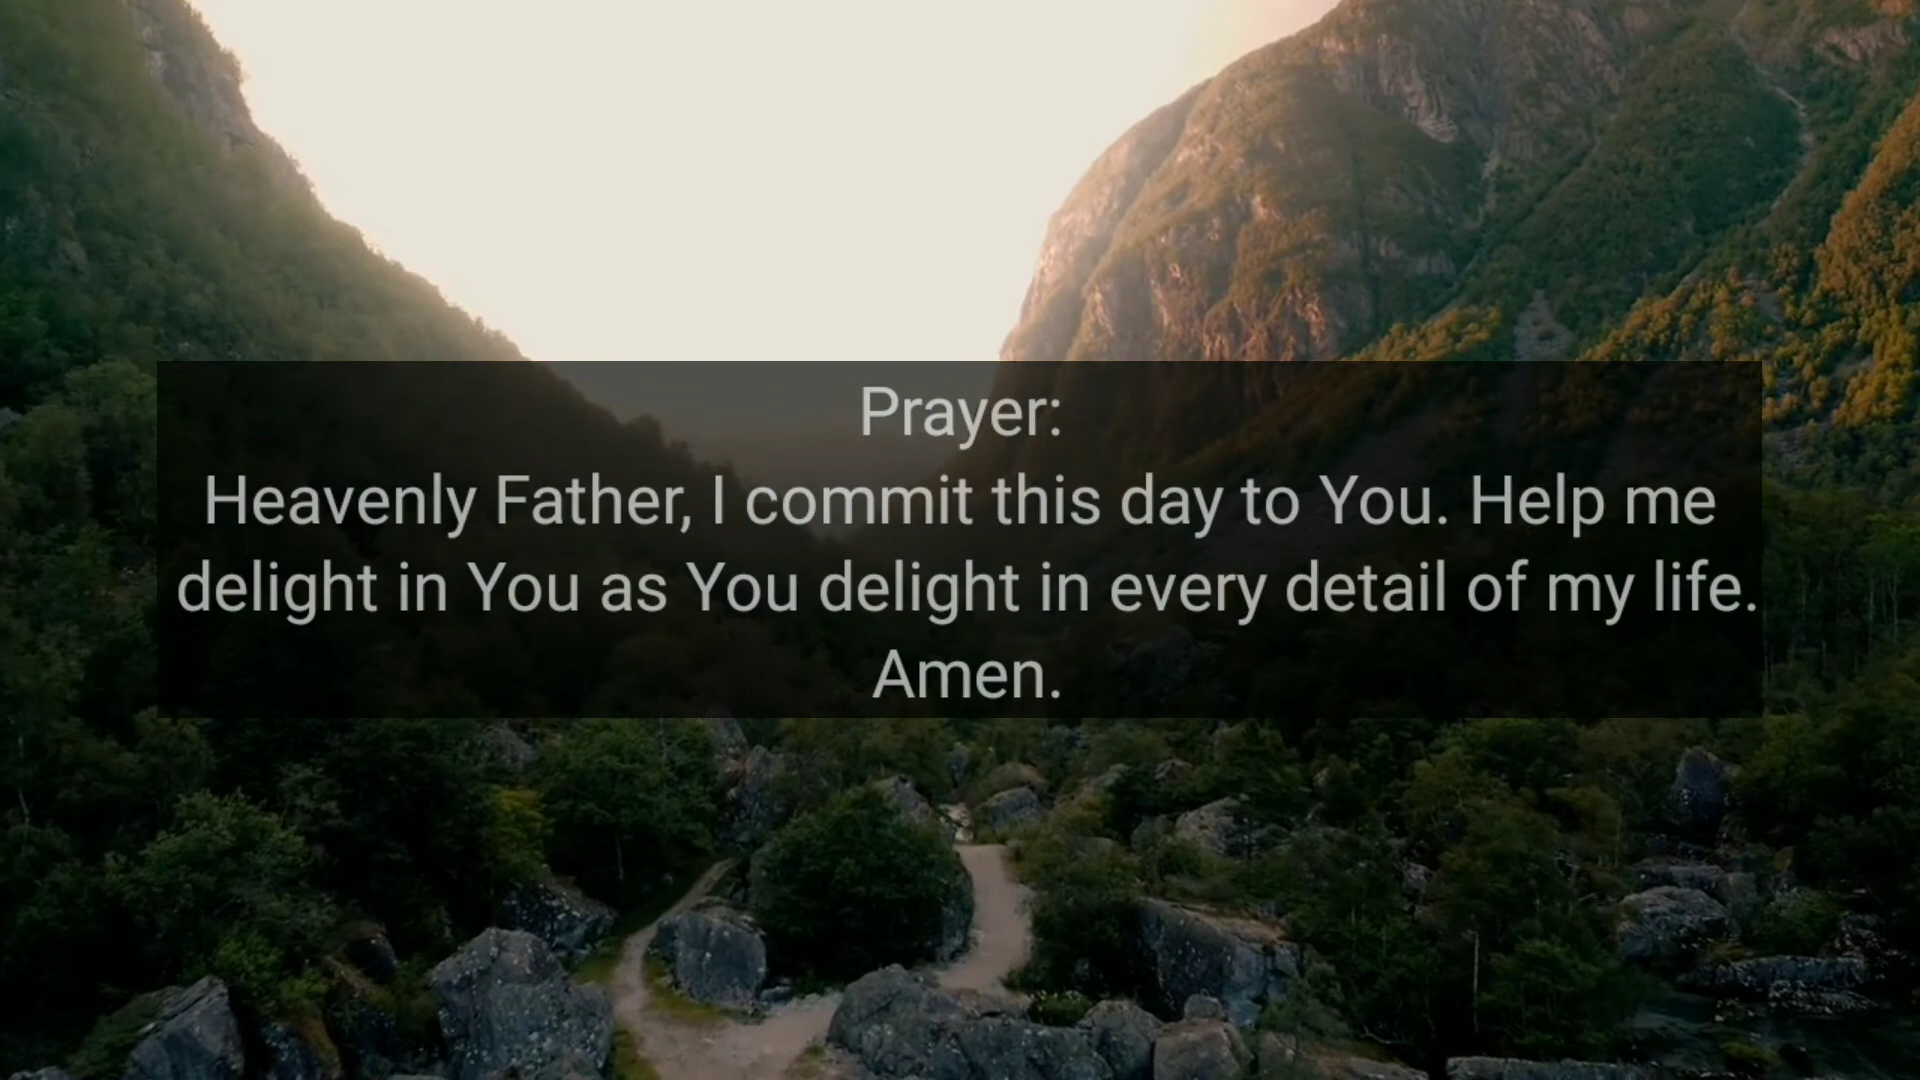 Prayer:
Heavenly Father, I commit this day to You. Help me
delight in You as You delight in every detail of my life.
Amen.